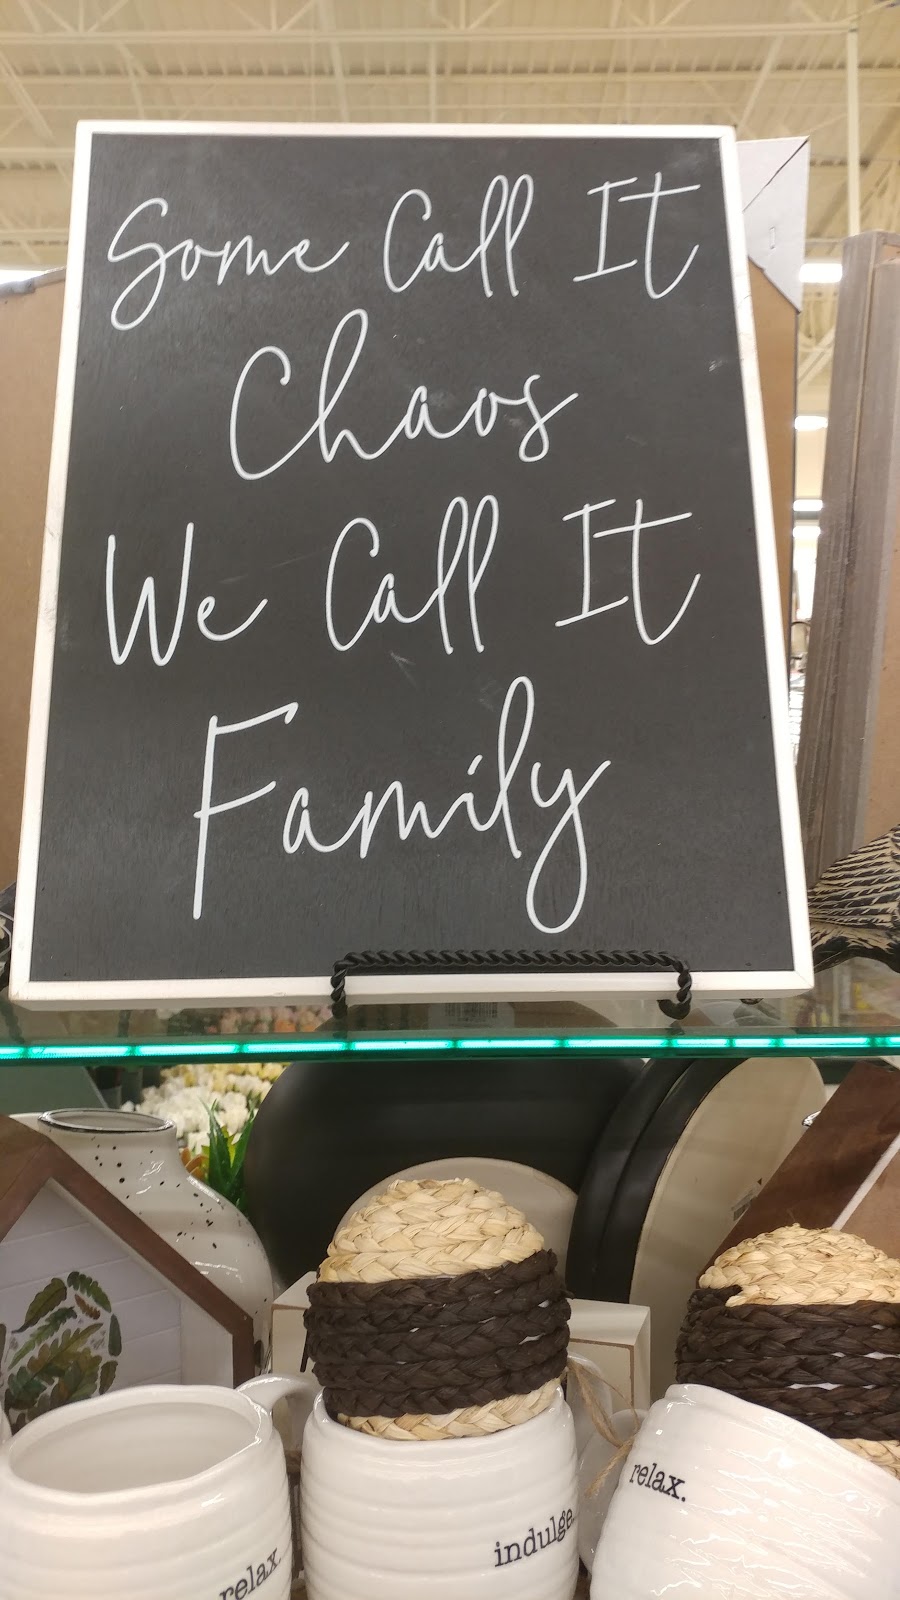 Some Call It
Chaos
We Call It
Family
relax.
indulge.
relax.